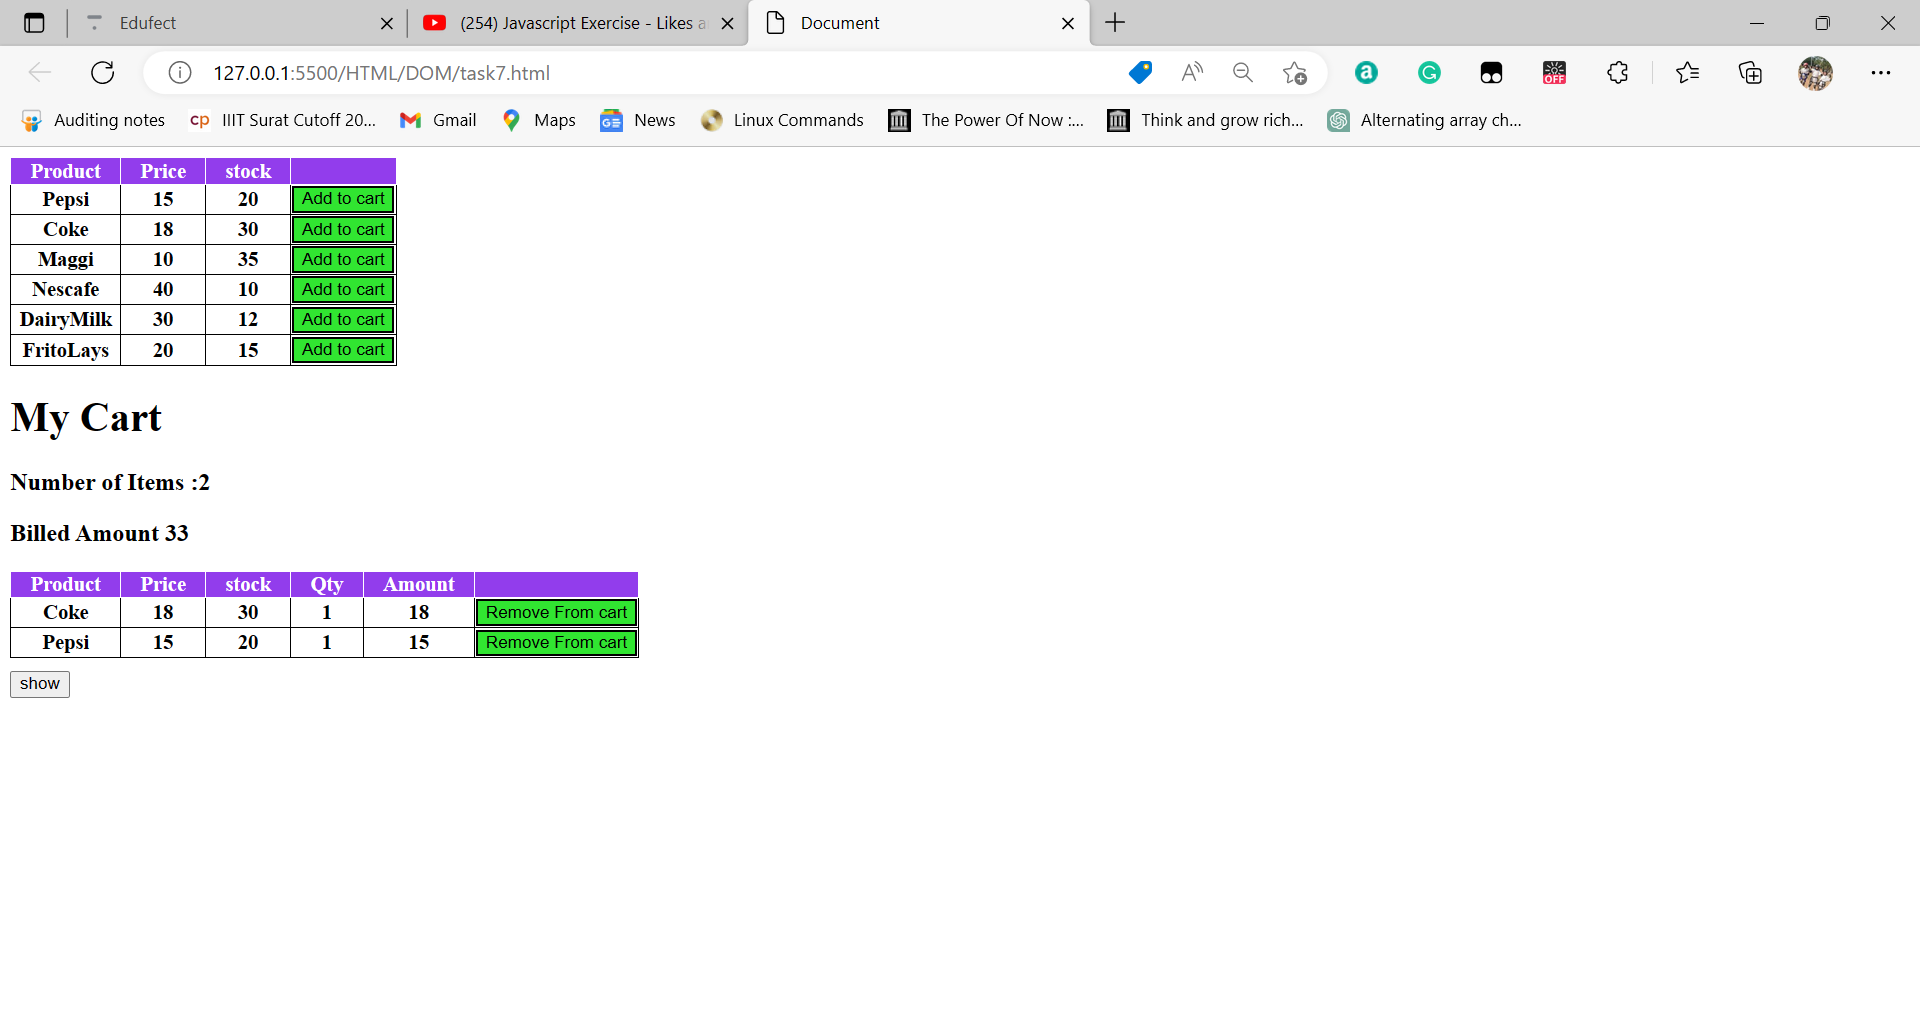 Edufect
(254) Javascript Exercise - Likes a
Document
127.0.0.1:5500/HTML/DOM/task7.html
OFF
Auditing notes
cp IIIT Surat Cutoff 20...
Gmail
Maps
GE News
Linux Commands
The Power Of Now :...
Think and grow rich...
Alternating array ch...
Product Price stock
Pepsi 15 20 Add to cart
Coke 18 30 Add to cart
Maggi 10 35 Add to cart
Nescafe 40 10 Add to cart
DairyMilk 30 12 Add to cart
FritoLays 20 15 Add to cart
My Cart
Number of Items :2
Billed Amount 33
Product Price stock Qty Amount
Coke 18 30 1 18 Remove From cart
Pepsi 15 20 1 15 Remove From cart
show